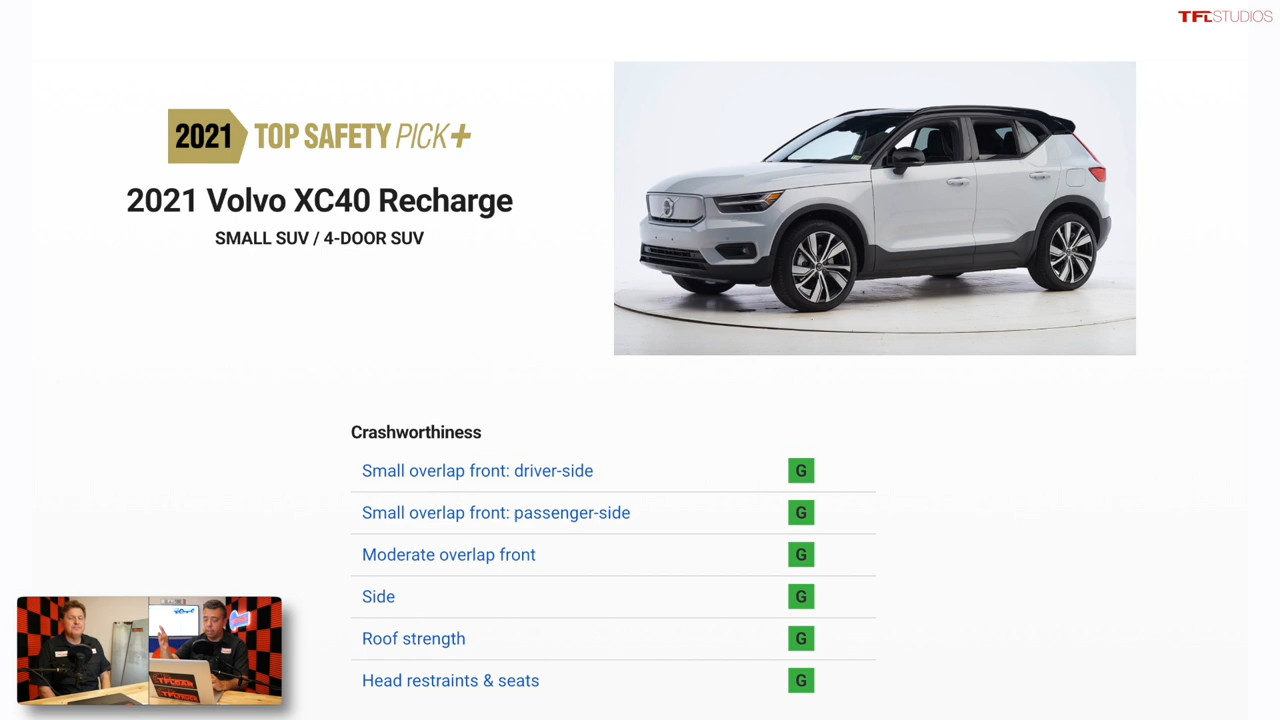 TFLSTUDIOS
2021 TOP SAFETY PICK+
2021 Volvo XC40 Recharge
SMALL SUV / 4-DOOR SUV
Crashworthiness
Small overlap front: driver-side G
Small overlap front: passenger-side G
Moderate overlap front G
Side G
Roof strength G
Head restraints & seats G